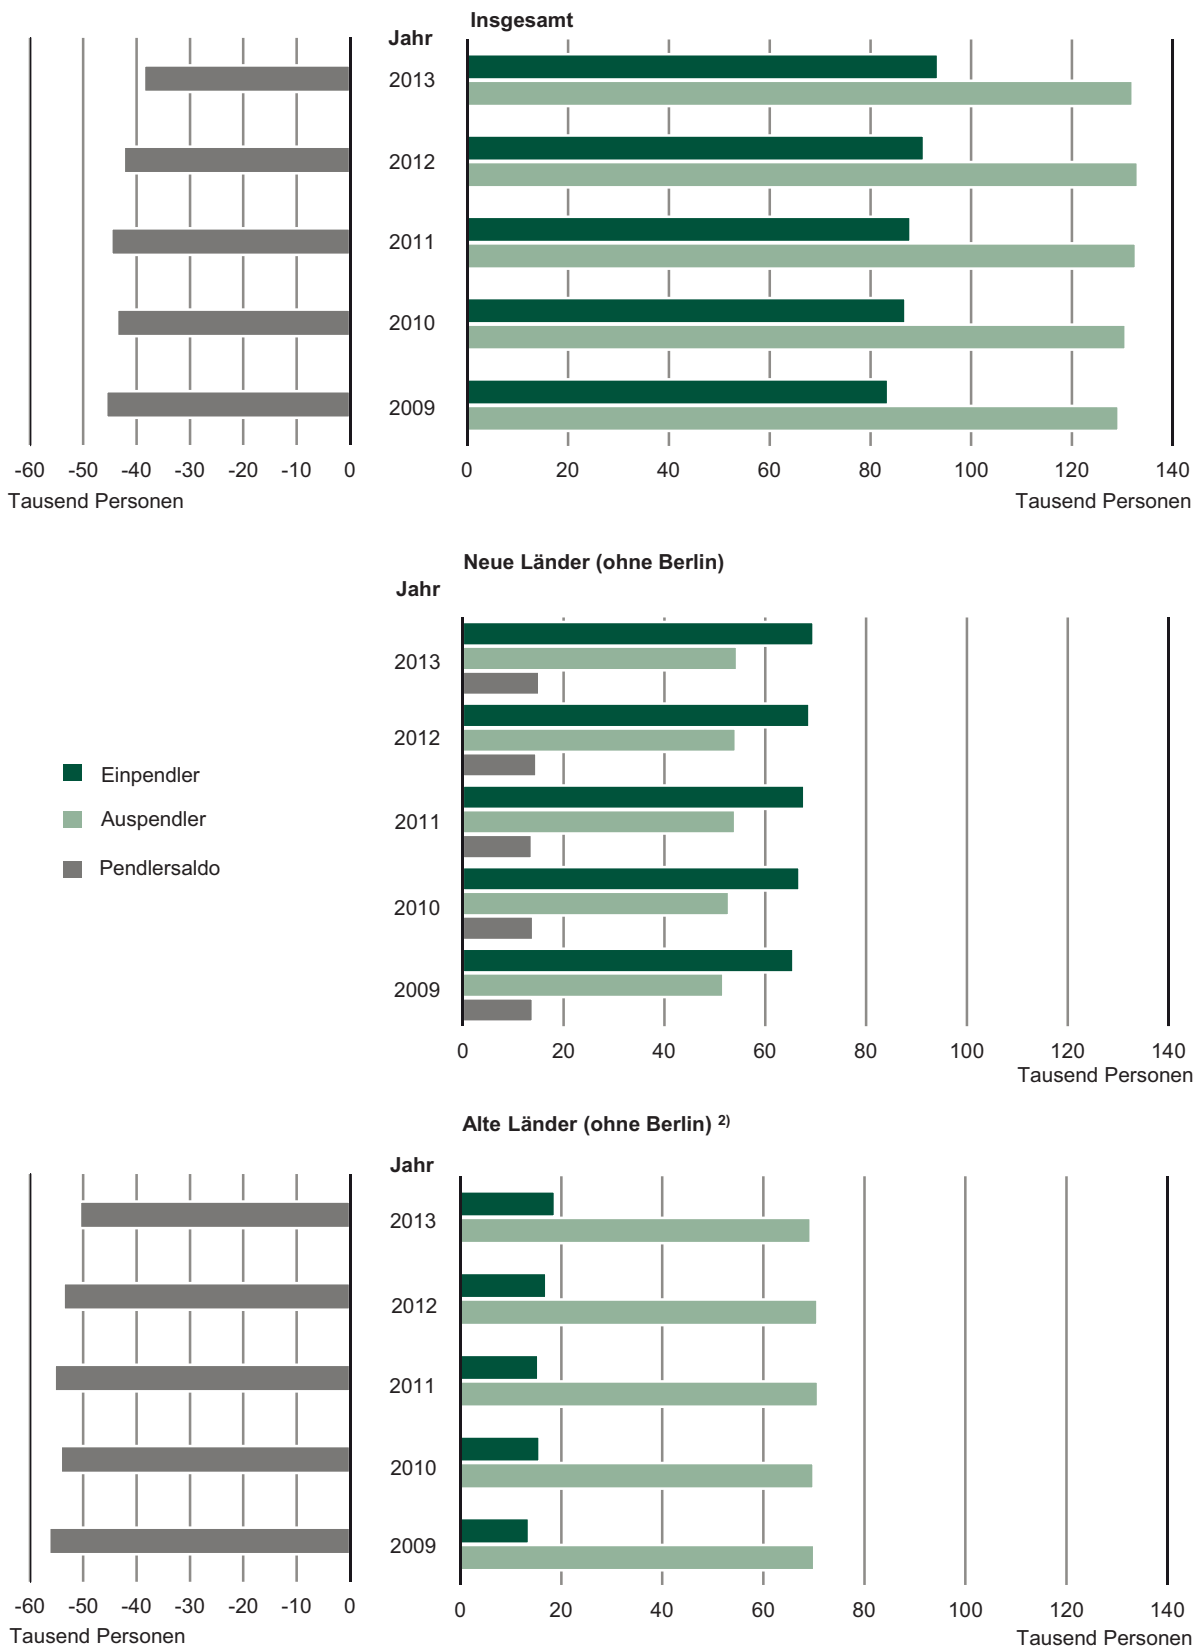 Insgesamt
Jahr
2013
2012
2011
2010
2009
-60 -50 -40 -30 -20 -10 0
Tausend Personen
0 20 40 60 80 100 120 140
Tausend Personen
Neue Länder (ohne Berlin)
Jahr
2013
2012
2011
2010
2009
Einpendler
Auspendler
Pendlersaldo
0 20 40 60 80 100 120 140
Tausend Personen
Alte Länder (ohne Berlin) 2)
Jahr
2013
2012
2011
2010
2009
-60 -50 -40 -30 -20 -10 0
Tausend Personen
0 20 40 60 80 100 120 140
Tausend Personen